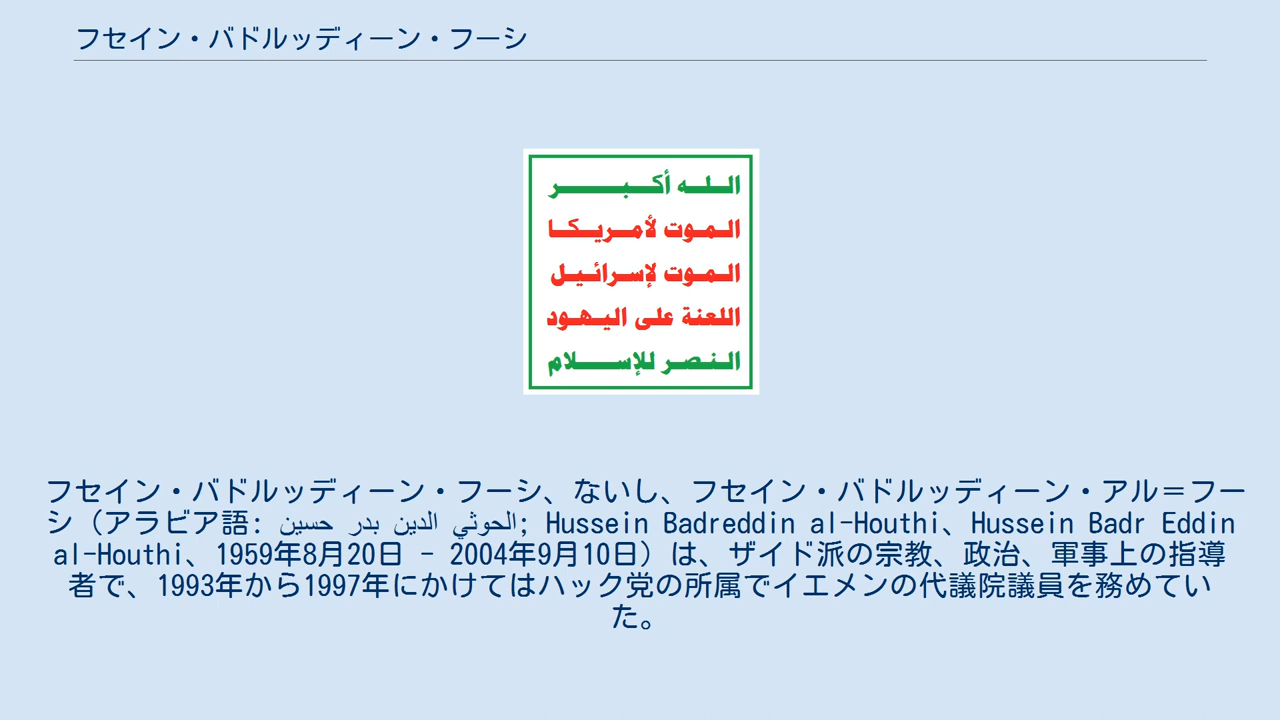 フセイン・バドルッディーン・フーシ
الله أكبر
الموت لأمريكا
الموت لإسرائيل
اللعنة على اليهود
النصر للإسلام
フセイン・バドルッディーン・フーシ、ないし、フセイン・バドルッディーン・アル＝フー
シ（アラビア語: الحوثي الدين بدر حسين; Hussein Badreddin al-Houthi、Hussein Badr Eddin
al-Houthi、1959年8月20日 - 2004年9月10日）は、ザイド派の宗教、政治、軍事上の指導
者で、1993年から1997年にかけてはハック党の所属でイエメンの代議院議員を務めてい
た。